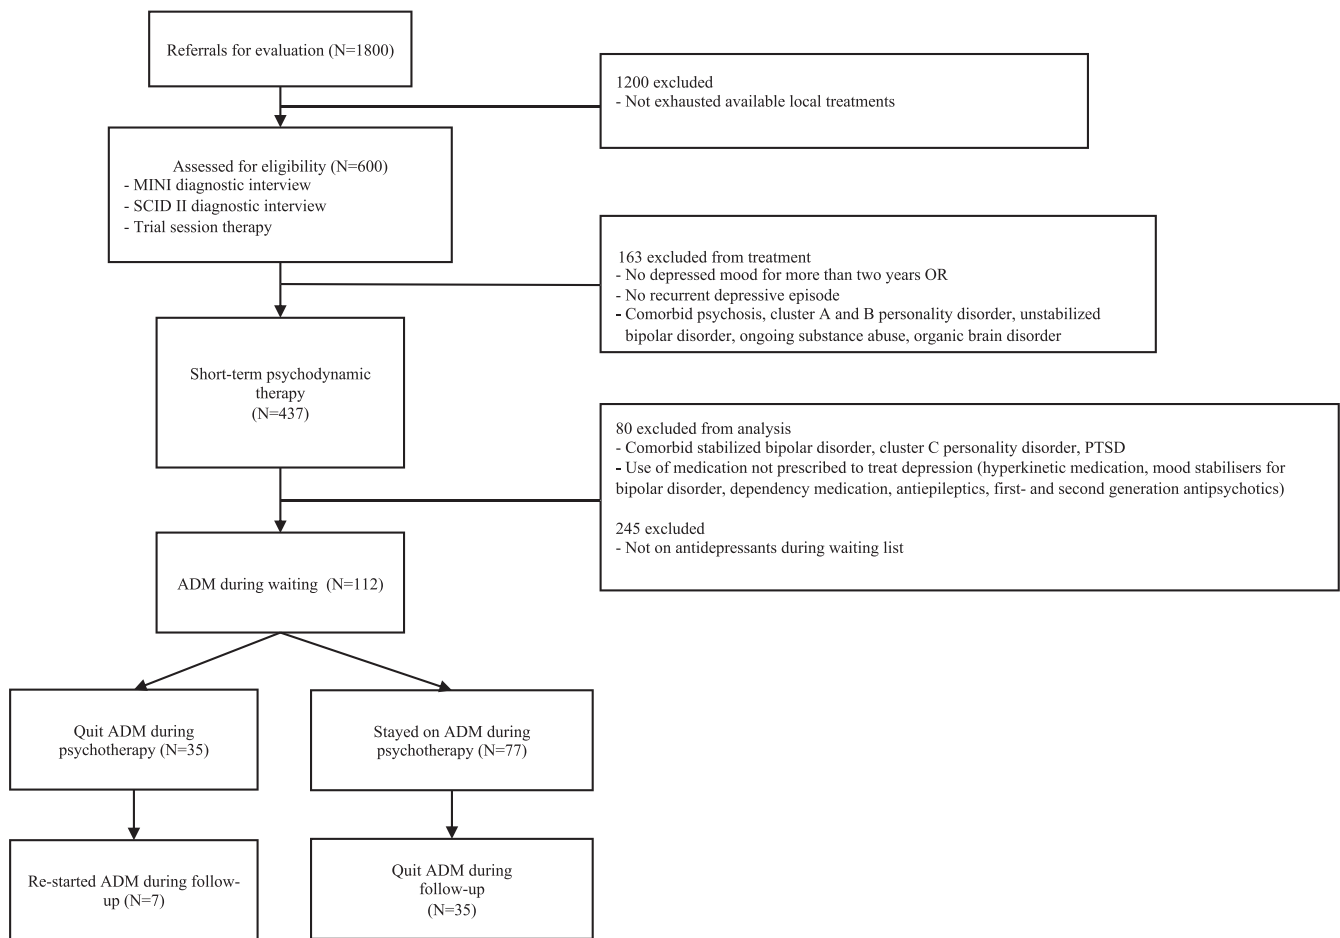 Referrals for evaluation (N=1800)
1200 excluded
- Not exhausted available local treatments
Assessed for eligibility (N=600)
- MINI diagnostic interview
- SCID II diagnostic interview
- Trial session therapy
163 excluded from treatment
- No depressed mood for more than two years OR
- No recurrent depressive episode
- Comorbid psychosis, cluster A and B personality disorder, unstabilized
bipolar disorder, ongoing substance abuse, organic brain disorder
Short-term psychodynamic
therapy
(N=437)
80 excluded from analysis
- Comorbid stabilized bipolar disorder, cluster C personality disorder, PTSD
- Use of medication not prescribed to treat depression (hyperkinetic medication, mood stabilisers for
bipolar disorder, dependency medication, antiepileptics, first- and second generation antipsychotics)
245 excluded
- Not on antidepressants during waiting list
ADM during waiting (N=112)
Quit ADM during
psychotherapy (N=35)
Stayed on ADM during
psychotherapy (N=77)
Re-started ADM during follow-
up (N=7)
Quit ADM during
follow-up
(N=35)